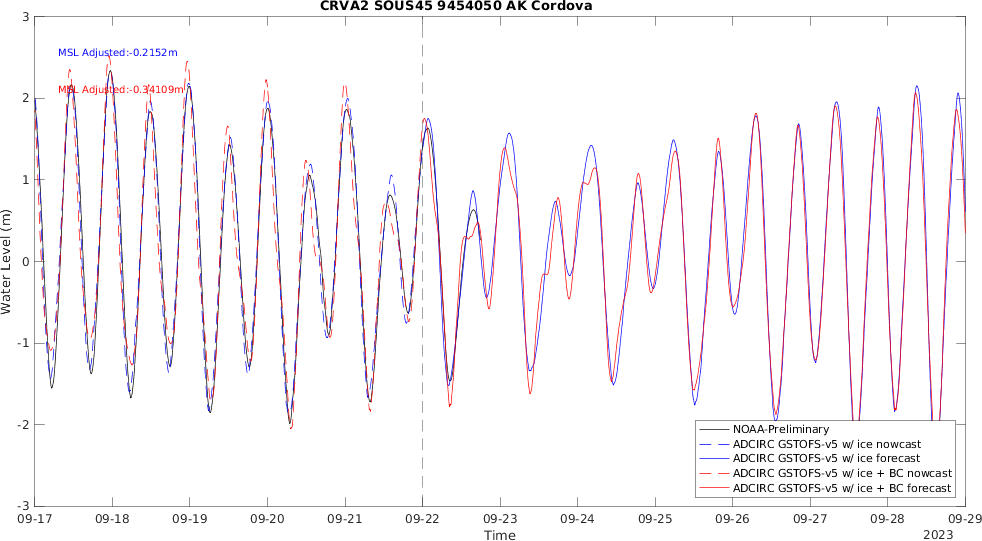 CRVA2 SOUS45 9454050 AK Cordova
3
MSL Adjusted:-0.2152m
MSL Adjusted:-0.34109m
2
1
0
-1
-2
-3
Water Level (m)
NOAA-Preliminary
ADCIRC GSTOFS-v5 w/ ice nowcast
ADCIRC GSTOFS-v5 w/ ice forecast
ADCIRC GSTOFS-v5 w/ ice + BC nowcast
ADCIRC GSTOFS-v5 w/ ice + BC forecast
09-17 09-18 09-19 09-20 09-21 09-22 09-23 09-24 09-25 09-26 09-27 09-28 09-29
Time
2023